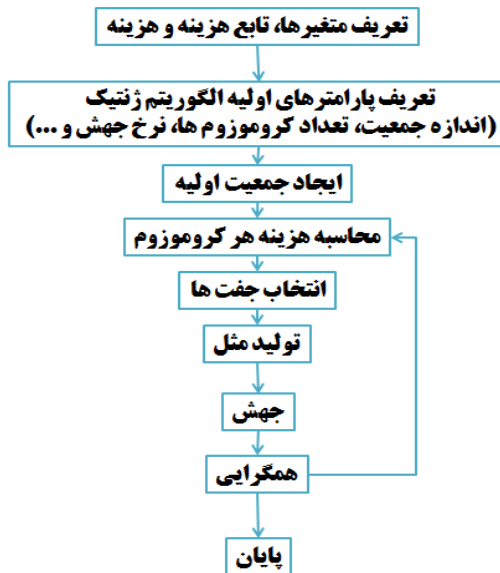 تعریف متغیرها، تابع هزینه و هزینه
تعریف پارامترهای اولیه الگوریتم ژنتیک
(اندازه جمعیت، تعداد کروموزوم ها، نرخ جهش و ...)
ایجاد جمعیت اولیه
محاسبه هزینه هر کروموزوم
انتخاب جفت ها
تولید مثل
جهش
همگرایی
پایان